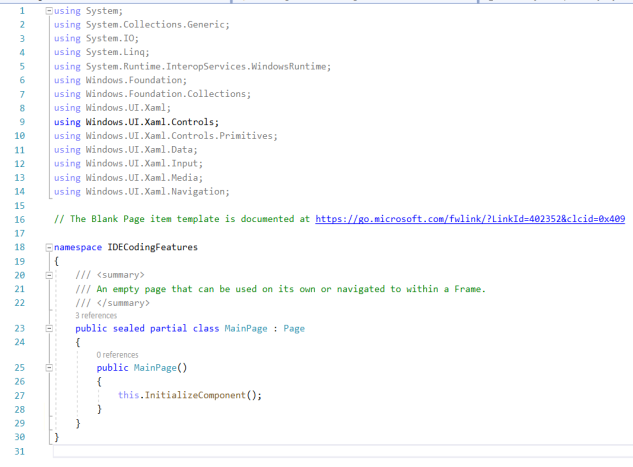 1 using System;
2 using System.Collections.Generic;
3 using System.IO;
4 using System.Linq;
5 using System.Runtime.InteropServices.WindowsRuntime;
6 using Windows.Foundation;
7 using Windows.Foundation.Collections;
8 using Windows.UI.Xaml;
9 using Windows.UI.Xaml.Controls;
10 using Windows.UI.Xaml.Controls.Primitives;
11 using Windows.UI.Xaml.Data;
12 using Windows.UI.Xaml.Input;
13 using Windows.UI.Xaml.Media;
14 using Windows.UI.Xaml.Navigation;
15
16 // The Blank Page item template is documented at https://go.microsoft.com/fwlink/?LinkId=402352&clcid=0x409
17
18 namespace IDECodingFeatures
19 {
20 /// <summary>
21 /// An empty page that can be used on its own or navigated to within a Frame.
22 /// </summary>
3 references
23 public sealed partial class MainPage : Page
24 {
0 references
25 public MainPage()
26 {
27 this.InitializeComponent();
28 }
29 }
30 }
31